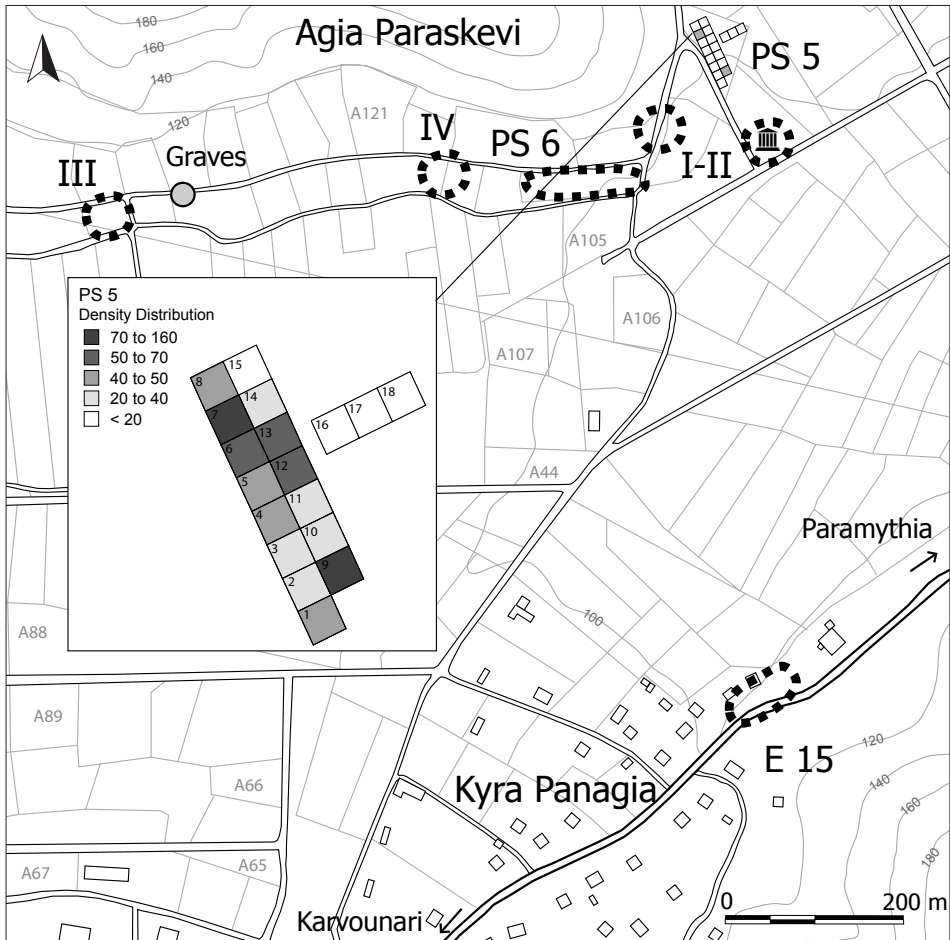 180
160
140
120
Agia Paraskevi
PS 5
A121
IV
PS 6
I-II
III
Graves
A105
A106
A107
A44
PS 5
Density Distribution
70 to 160
50 to 70
40 to 50
20 to 40
< 20
15
8
14
7
13
6
12
5
11
4
10
3
9
2
1
18
17
16
Paramythia
A88
100
A89
E 15
120
140
160
180
A66
Kyra Panagia
A67
A65
Karvounari
0 200 m